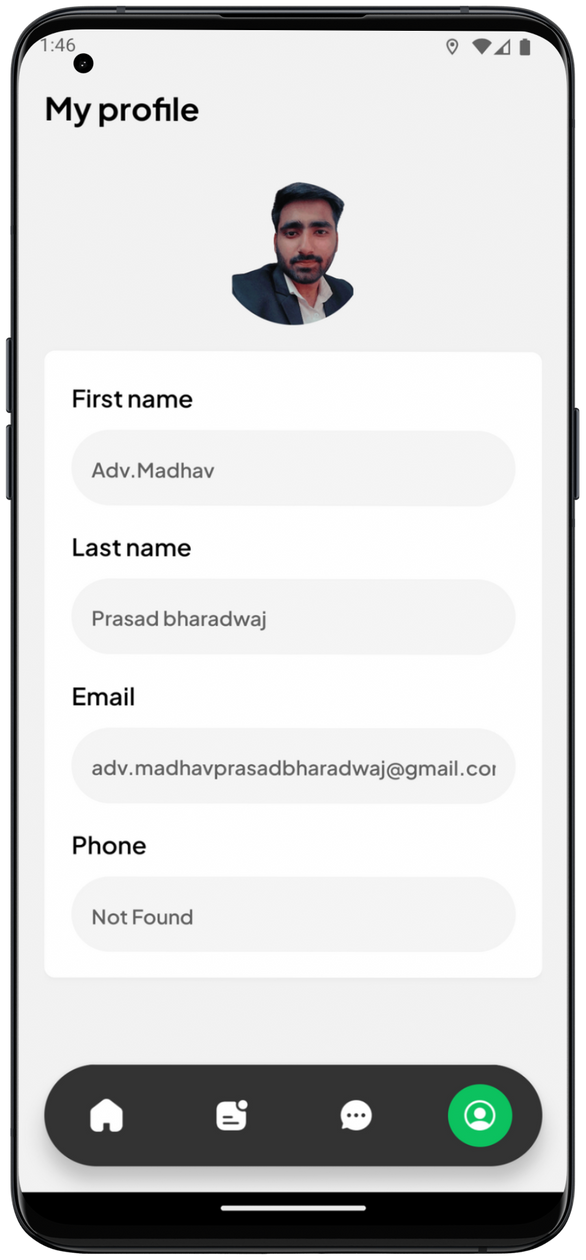 1:46
My profile
First name
Adv.Madhav
Last name
Prasad bharadwaj
Email
adv.madhavprasadbharadwaj@gmail.cor
Phone
Not Found